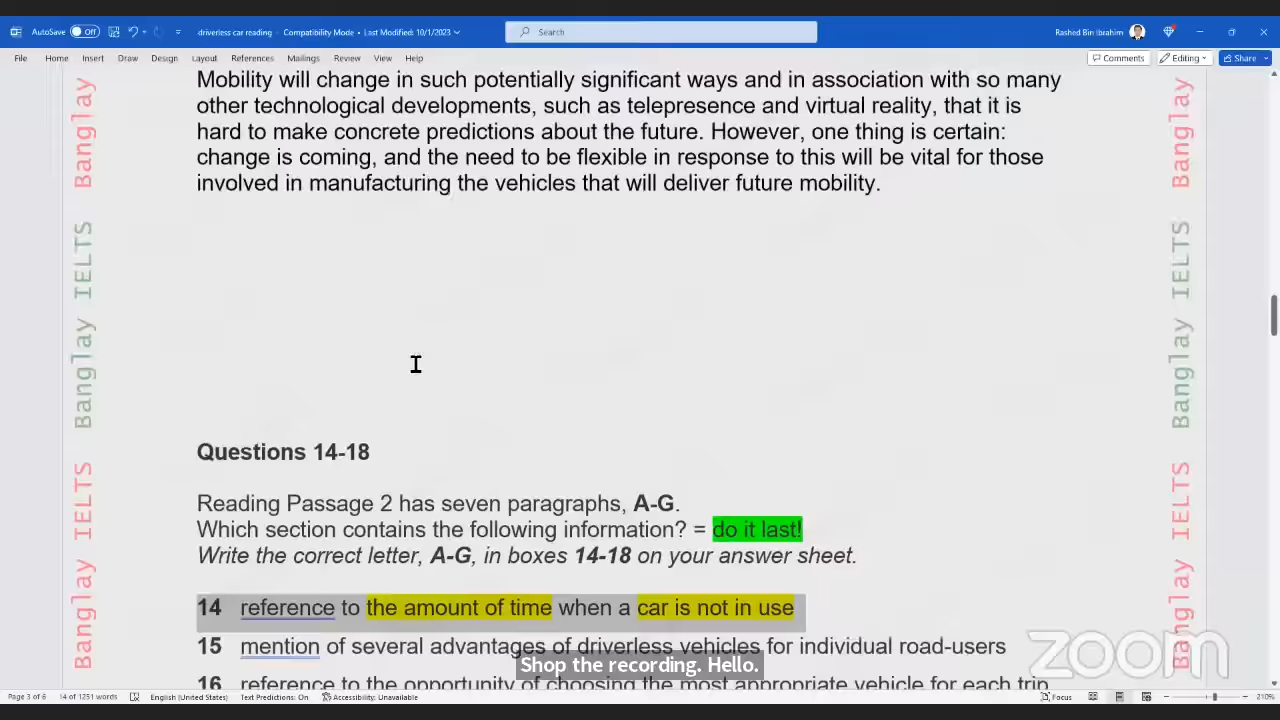 AutoSave Off driverless car reading - Compatibility Mode • Last Modified: 10/1/2023 Search Rashed Bin Ibrahim
File Home Insert Draw Design Layout References Mailings Review View Help Comments Editing Share
Mobility will change in such potentially significant ways and in association with so many
other technological developments, such as telepresence and virtual reality, that it is
hard to make concrete predictions about the future. However, one thing is certain:
change is coming, and the need to be flexible in response to this will be vital for those
involved in manufacturing the vehicles that will deliver future mobility.
Banglay IELTS Banglay IELTS Banglay
Banglay IELTS Banglay IELTS Banglay
Questions 14-18
Reading Passage 2 has seven paragraphs, A-G.
Which section contains the following information? = do it last!
Write the correct letter, A-G, in boxes 14-18 on your answer sheet.
14 reference to the amount of time when a car is not in use
15 mention of several advantages of driverless vehicles for individual road-users
16 reference to the opportunity of choosing the most appropriate vehicle for each trip
Shop the recording. Hello.
zoom
Page 3 of 6 14 of 1251 words English (United States) Text Predictions: On Accessibility: Unavailable Focus 210%